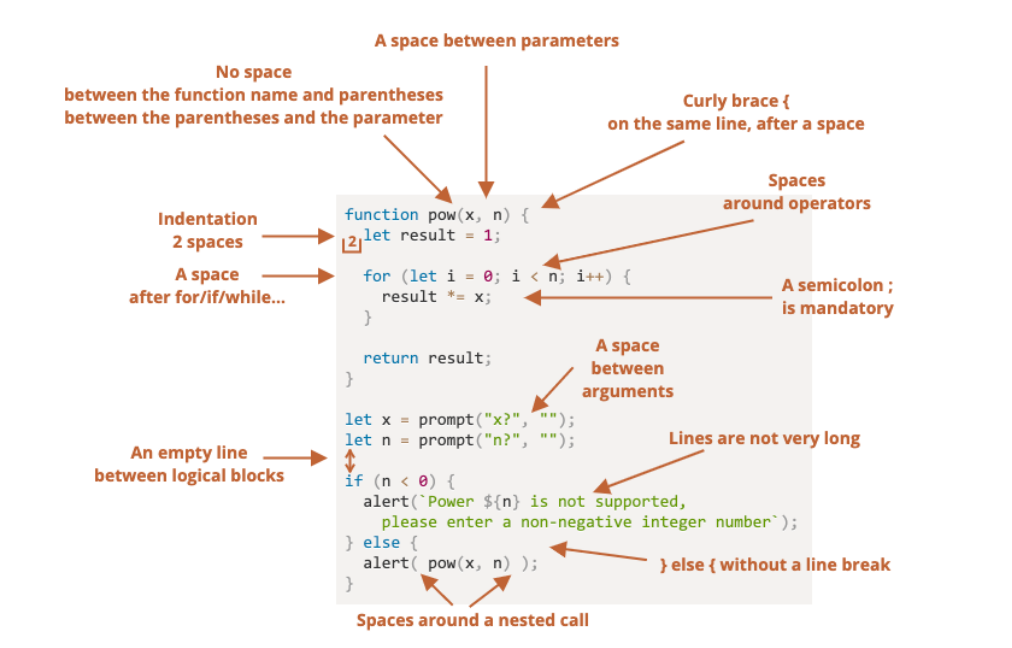 A space between parameters
No space
between the function name and parentheses
between the parentheses and the parameter
Curly brace {
on the same line, after a space
Spaces
around operators
Indentation
2 spaces
A space
after for/if/while...
function pow(x, n) {
2
  let result = 1;
  for (let i = 0; i < n; i++) {
    result *= x;
  }
  return result;
}
A semicolon ;
is mandatory
A space
between
arguments
let x = prompt("x?", "");
let n = prompt("n?", "");
An empty line
between logical blocks
Lines are not very long
if (n < 0) {
  alert(`Power ${n} is not supported,
    please enter a non-negative integer number`);
} else {
  alert( pow(x, n) );
}
} else { without a line break
Spaces around a nested call